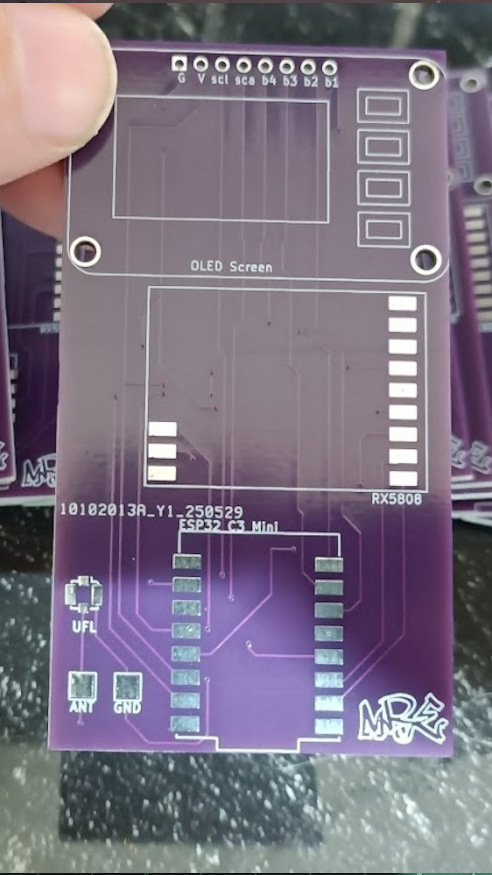 G V scl sca b4 b3 b2 b1
OLED Screen
RX5808
10102013A_Y1_250529
ESP32 C3 Mini
UFL
ANT GND